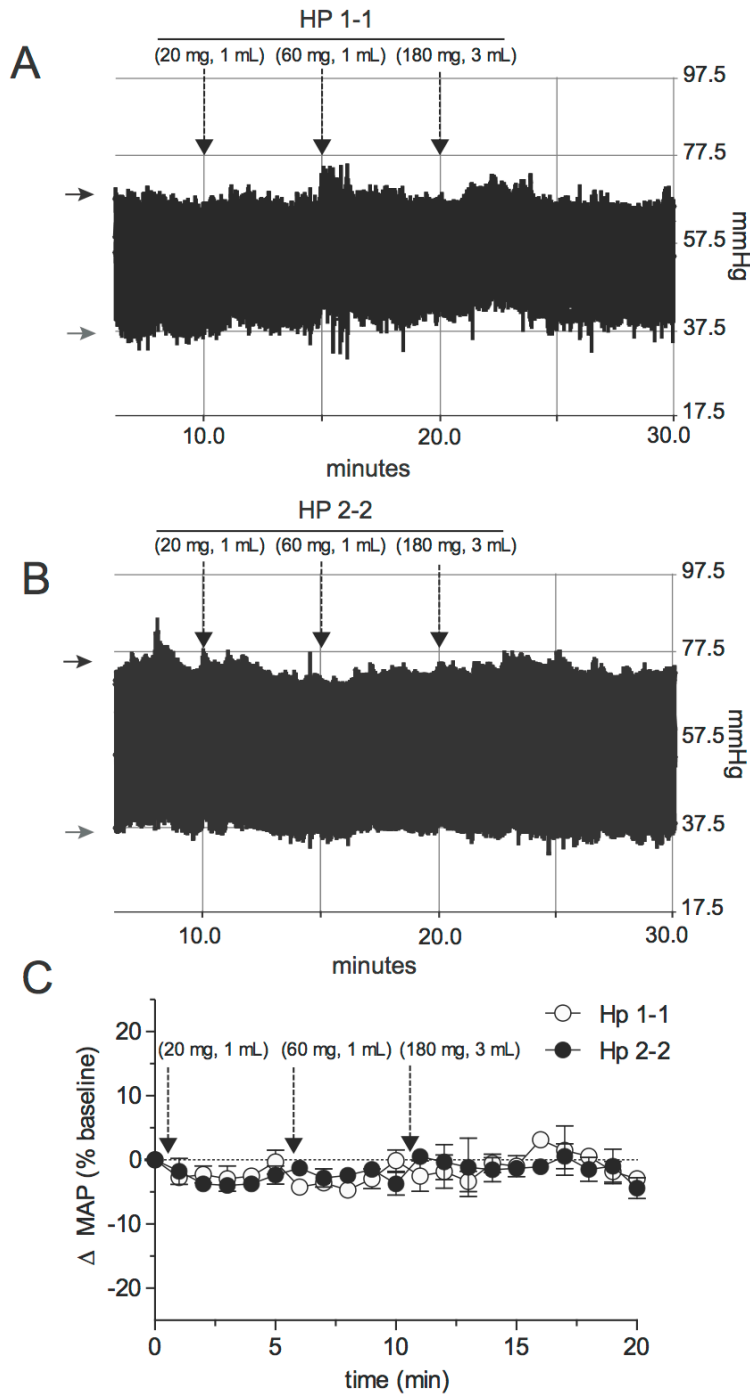 HP 1-1
A
(20 mg, 1 mL) (60 mg, 1 mL) (180 mg, 3 mL)
97.5
77.5
57.5
mmHg
37.5
17.5
10.0 20.0 30.0
minutes
HP 2-2
B
(20 mg, 1 mL) (60 mg, 1 mL) (180 mg, 3 mL)
97.5
77.5
57.5
mmHg
37.5
17.5
10.0 20.0 30.0
minutes
C
Hp 1-1
Hp 2-2
(20 mg, 1 mL) (60 mg, 1 mL) (180 mg, 3 mL)
Δ MAP (% baseline)
20
10
0
-10
-20
0 5 10 15 20
time (min)